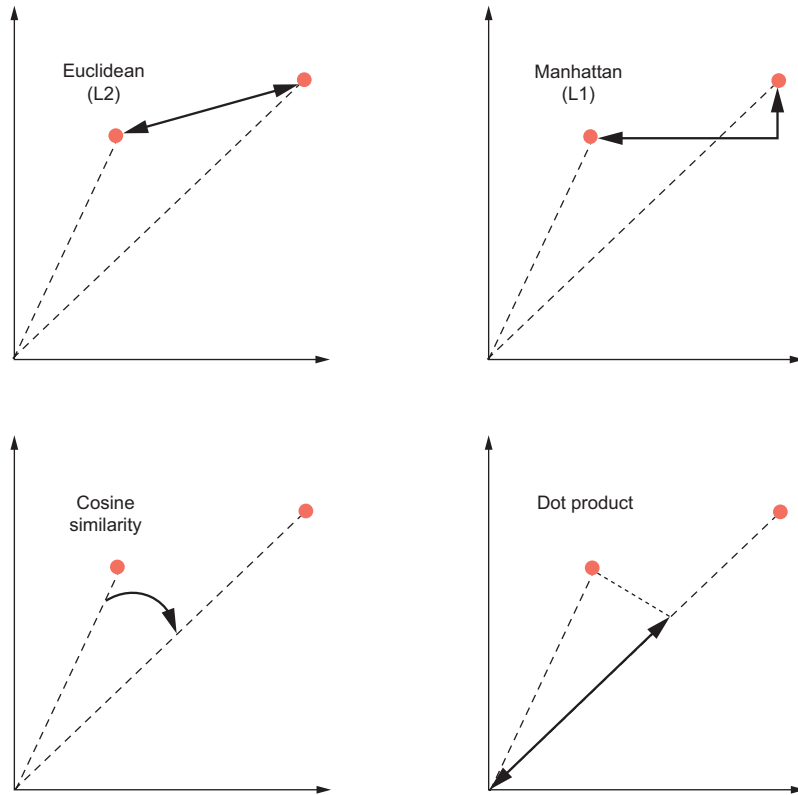 Euclidean
(L2)
Manhattan
(L1)
Cosine
similarity
Dot product